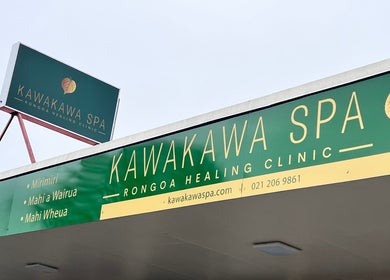 KAWAKAWA SPA
RONGOA HEALING CLINIC
• Mirimiri
• Mahi a Wairua
• Mahi Wheua
KAWAKAWA SPA
— RONGOA HEALING CLINIC —
kawakawaspa.com / 021 206 9861